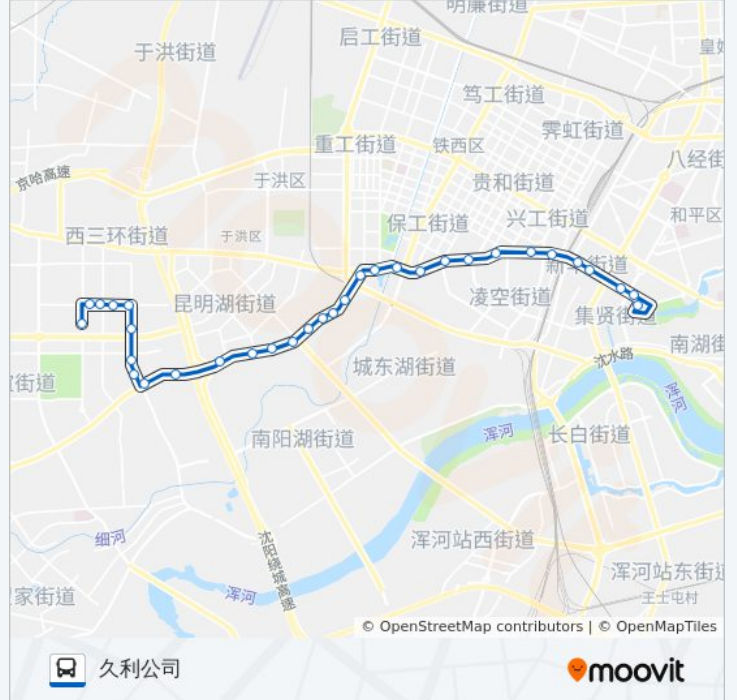 明廉街道
启工街道
于洪街道
笃工街道
霁虹街道
重工街道
铁西区
八经街
京哈高速
于洪区
贵和街道
和平区
保工街道
兴工街道
西三环街道
于洪区
昆明湖街道
凌空街道
集贤街道
南湖街
沈水路
城东湖街道
街道
浑河
浑河
长白街道
南阳湖街道
细河
沈阳绕城高速
浑河站西街道
浑河站东街道
浑河
家街道
王士屯村
© OpenStreetMap contributors | © OpenMapTiles
久利公司
moovit